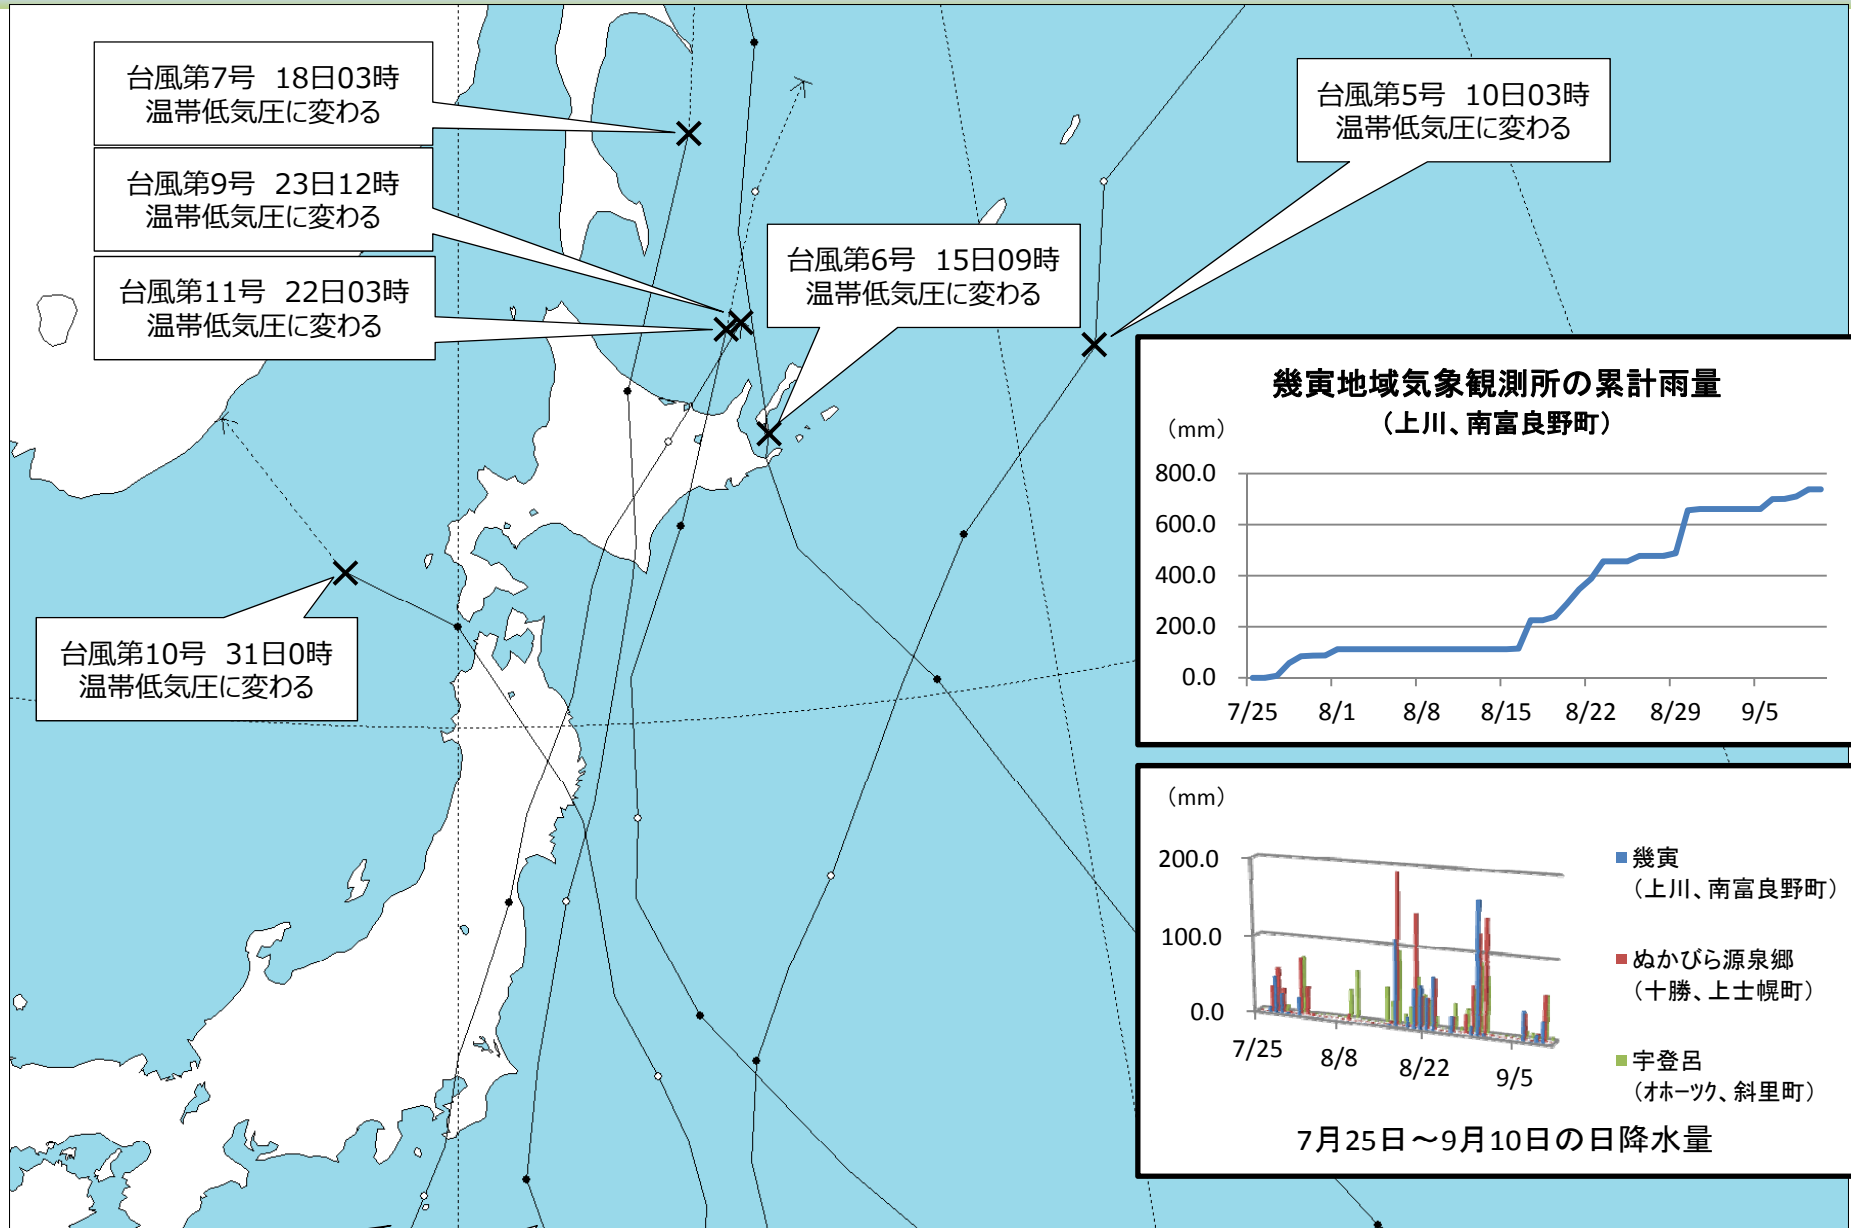 台風第7号 18日03時
温帯低気圧に変わる
台風第9号 23日12時
温帯低気圧に変わる
台風第11号 22日03時
温帯低気圧に変わる
台風第6号 15日09時
温帯低気圧に変わる
台風第5号 10日03時
温帯低気圧に変わる
台風第10号 31日0時
温帯低気圧に変わる
幾寅地域気象観測所の累計雨量
（上川、南富良野町）
（mm）
800.0
600.0
400.0
200.0
0.0
7/25 8/1 8/8 8/15 8/22 8/29 9/5
（mm）
200.0
100.0
0.0
7/25 8/8 8/22 9/5
幾寅
（上川、南富良野町）
ぬかびら源泉郷
（十勝、上士幌町）
宇登呂
（オホーツク、斜里町）
7月25日～9月10日の日降水量